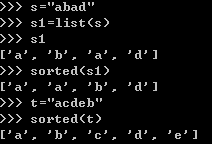 >>> s="abad"
>>> s1=list(s)
>>> s1
['a', 'b', 'a', 'd']
>>> sorted(s1)
['a', 'a', 'b', 'd']
>>> t="acdeb"
>>> sorted(t)
['a', 'b', 'c', 'd', 'e']